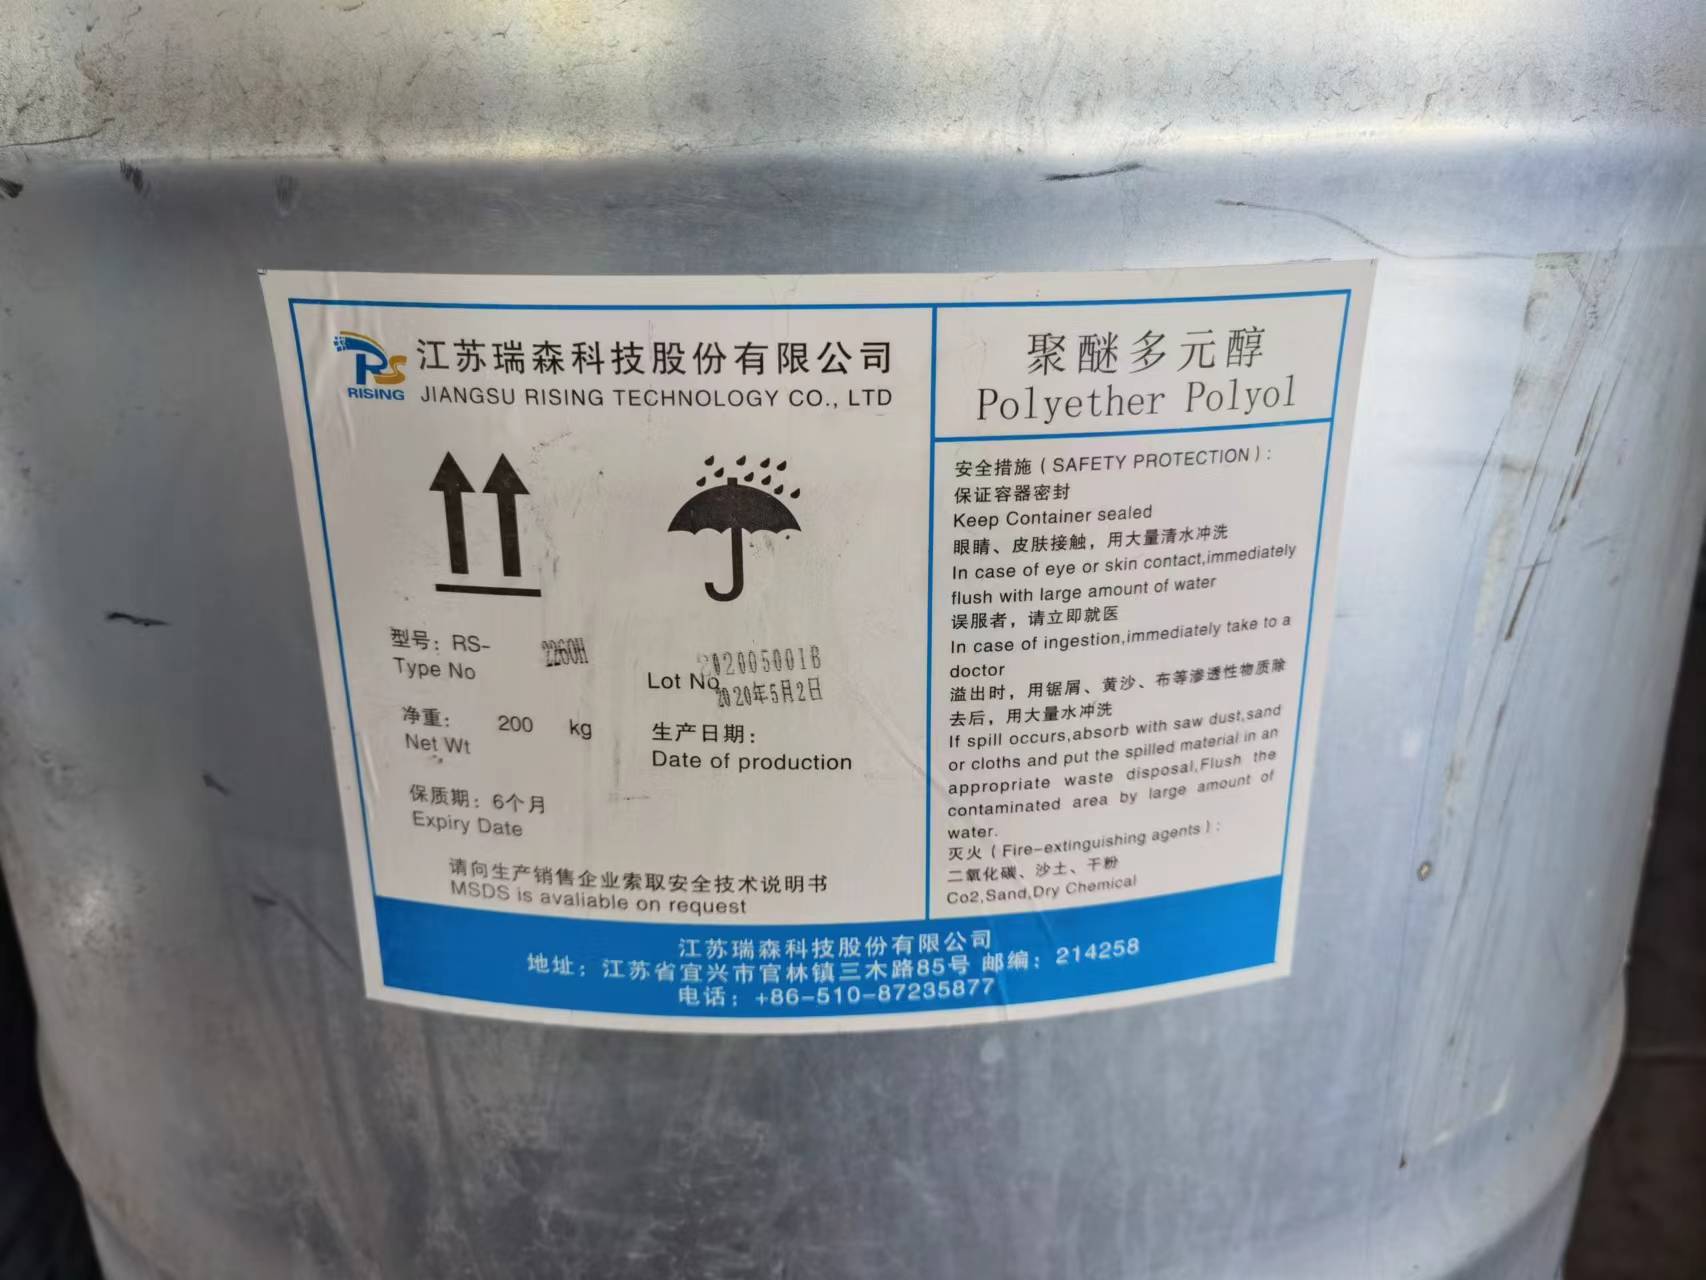 RS
RISING
江苏瑞森科技股份有限公司
JIANGSU RISING TECHNOLOGY CO., LTD
型号：RS- 2260H
Type No
净重： 200 kg
Net Wt
保质期：6个月
Expiry Date
202005001B
Lot No
2020年5月2日
生产日期：
Date of production
请向生产销售企业索取安全技术说明书
MSDS is avaliable on request
聚醚多元醇
Polyether Polyol
安全措施（SAFETY PROTECTION）：
保证容器密封
Keep Container sealed
眼睛、皮肤接触，用大量清水冲洗
In case of eye or skin contact,immediately
flush with large amount of water
误服者，请立即就医
In case of ingestion,immediately take to a
doctor
溢出时，用锯屑、黄沙、布等渗透性物质除
去后，用大量水冲洗
If spill occurs,absorb with saw dust,sand
or cloths and put the spilled material in an
appropriate waste disposal,Flush the
contaminated area by large amount of
water.
灭火（Fire-extinguishing agents）：
二氧化碳、沙土、干粉
Co2,Sand,Dry Chemical
江苏瑞森科技股份有限公司
地址：江苏省宜兴市官林镇三木路85号 邮编：214258
电话：+86-510-87235877